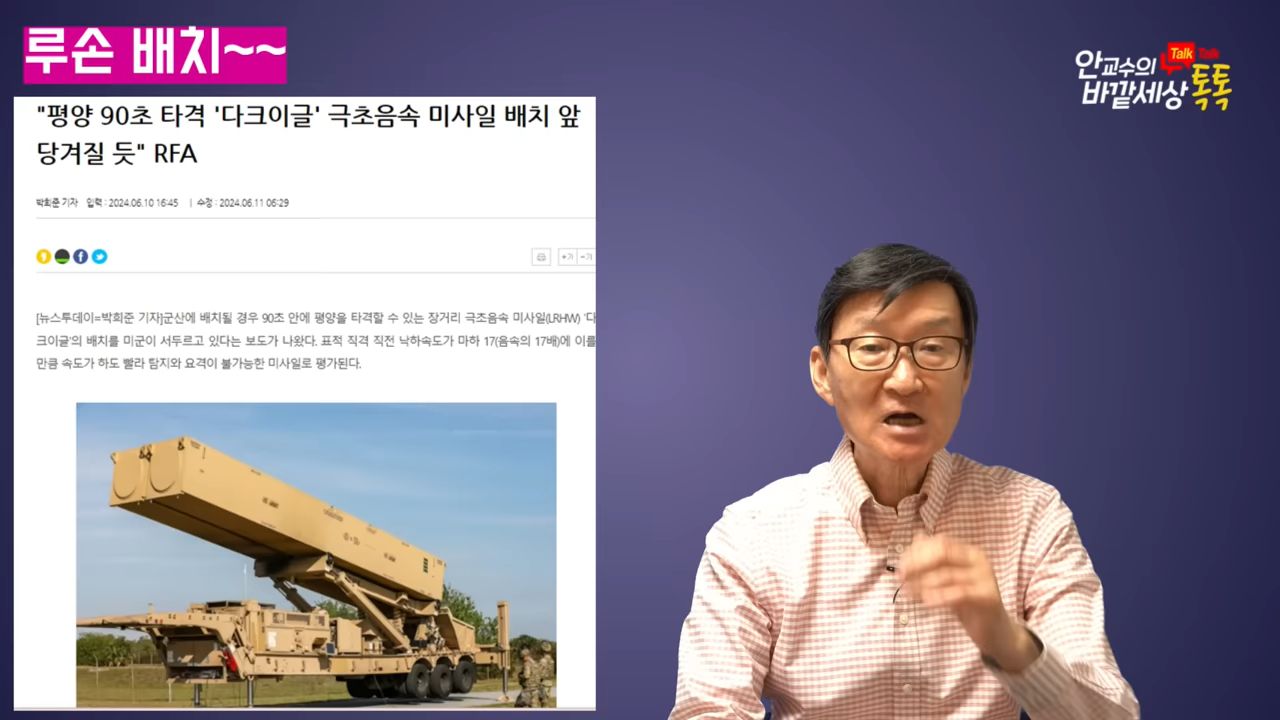 루손 배치~~
"평양 90초 타격 '다크이글' 극초음속 미사일 배치 앞
당겨질 듯" RFA
박희준 기자 입력 : 2024.06.10 16:45 | 수정 : 2024.06.11 06:29
+가 -가
[뉴스투데이=박희준 기자]군산에 배치될 경우 90초 안에 평양을 타격할 수 있는 장거리 극초음속 미사일(LRHW) '다
크이글'의 배치를 미군이 서두르고 있다는 보도가 나왔다. 표적 직격 직전 낙하속도가 마하 17(음속의 17배)에 이를
만큼 속도가 하도 빨라 탐지와 요격이 불가능한 미사일로 평가된다.
Talk Talk
안교수의
바깥세상 톡톡